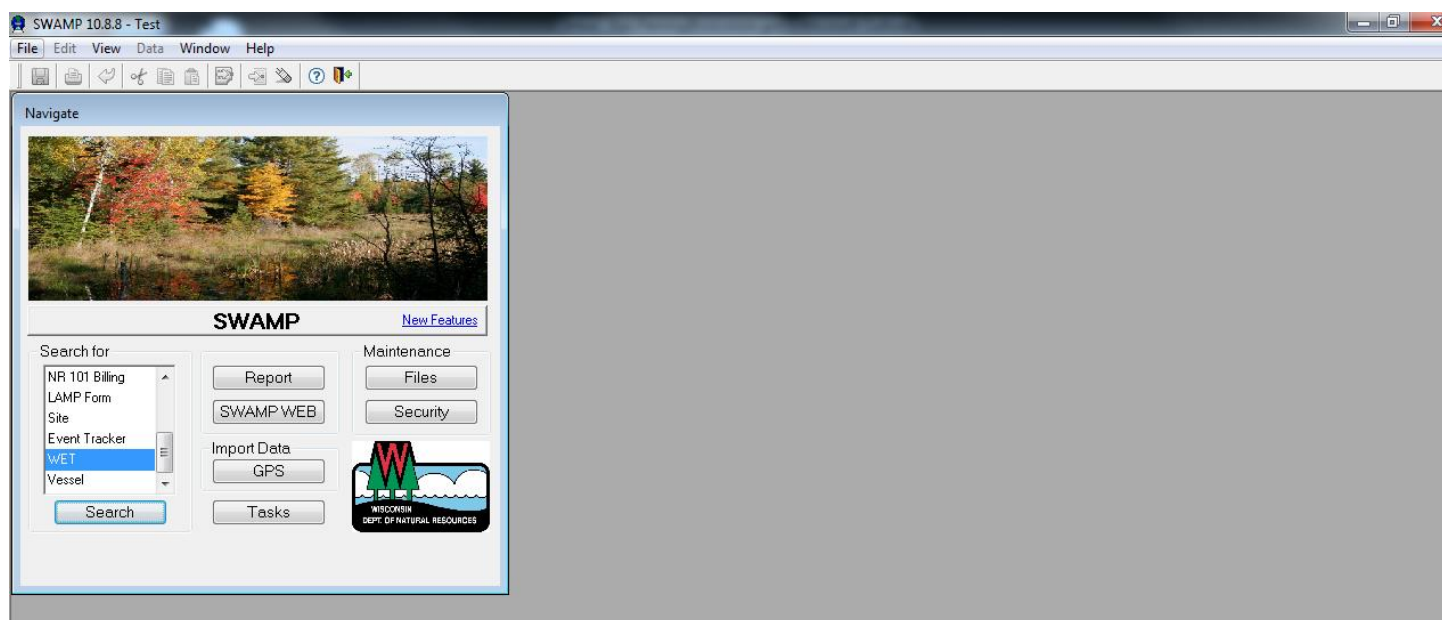 SWAMP 10.8.8 - Test
File Edit View Data Window Help
Navigate
SWAMP New Features
Search for
NR 101 Billing
LAMP Form
Site
Event Tracker
WET
Vessel
Search
Report
SWAMP WEB
Import Data
GPS
Tasks
Maintenance
Files
Security
W
WISCONSIN
DEPT. OF NATURAL RESOURCES